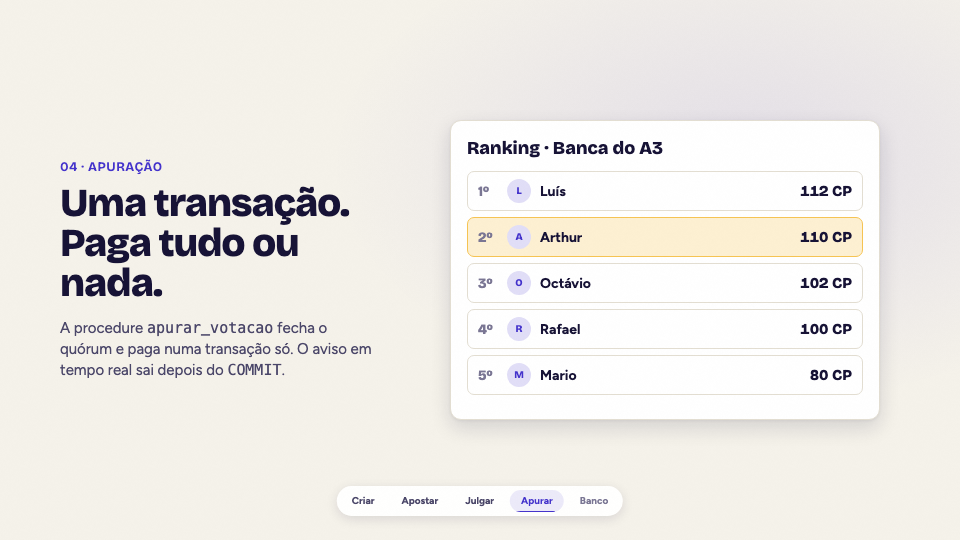 04 · APURAÇÃO
Uma transação.
Paga tudo ou
nada.
A procedure apurar_votacao fecha o
quórum e paga numa transação só. O aviso em
tempo real sai depois do COMMIT.
Ranking · Banca do A3
1º L Luís 112 CP
2º A Arthur 110 CP
3º O Octávio 102 CP
4º R Rafael 100 CP
5º M Mario 80 CP
Criar Apostar Julgar Apurar Banco